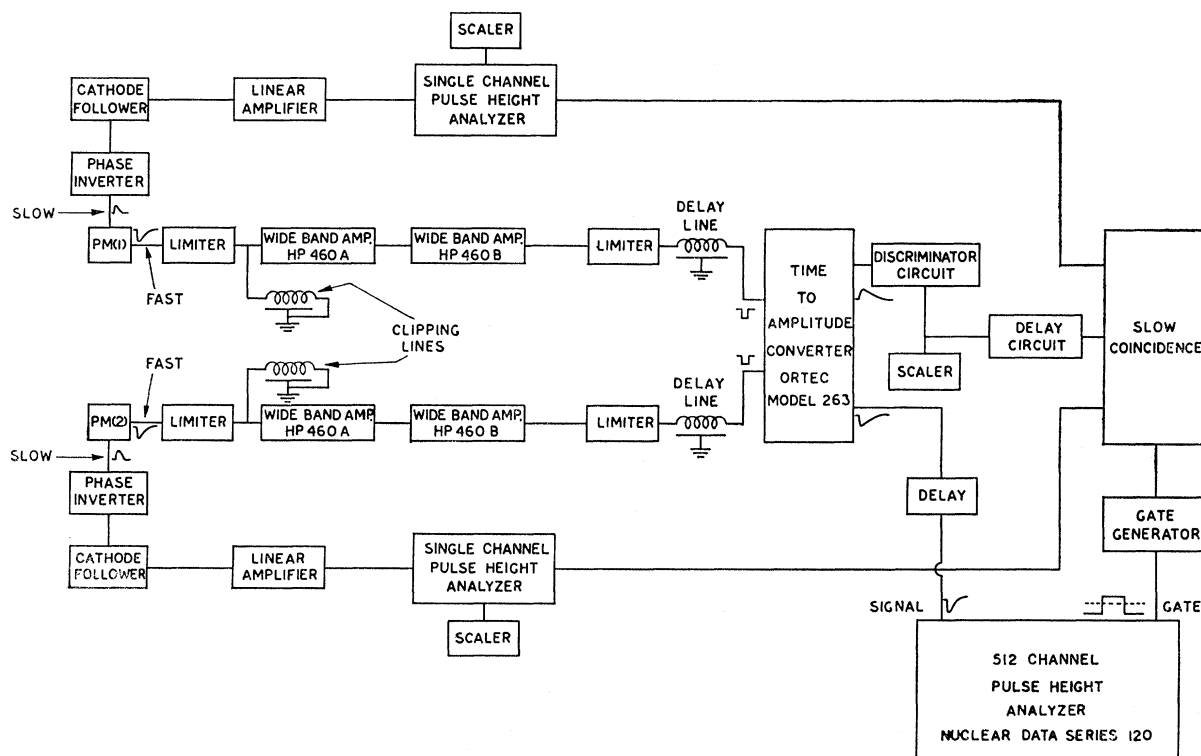 SCALER
CATHODE
FOLLOWER
LINEAR
AMPLIFIER
SINGLE CHANNEL
PULSE HEIGHT
ANALYZER
PHASE
INVERTER
SLOW
PM(1)
LIMITER
WIDE BAND AMP.
HP 460 A
WIDE BAND AMP.
HP 460 B
LIMITER
DELAY
LINE
FAST
CLIPPING
LINES
TIME
TO
AMPLITUDE
CONVERTER
ORTEC
MODEL 263
DISCRIMINATOR
CIRCUIT
SCALER
DELAY
CIRCUIT
SLOW
COINCIDENCE
FAST
PM(2)
LIMITER
WIDE BAND AMP.
HP 460 A
WIDE BAND AMP.
HP 460 B
LIMITER
DELAY
LINE
SLOW
PHASE
INVERTER
CATHODE
FOLLOWER
LINEAR
AMPLIFIER
SINGLE CHANNEL
PULSE HEIGHT
ANALYZER
SCALER
DELAY
GATE
GENERATOR
SIGNAL
GATE
512 CHANNEL
PULSE HEIGHT
ANALYZER
NUCLEAR DATA SERIES 120